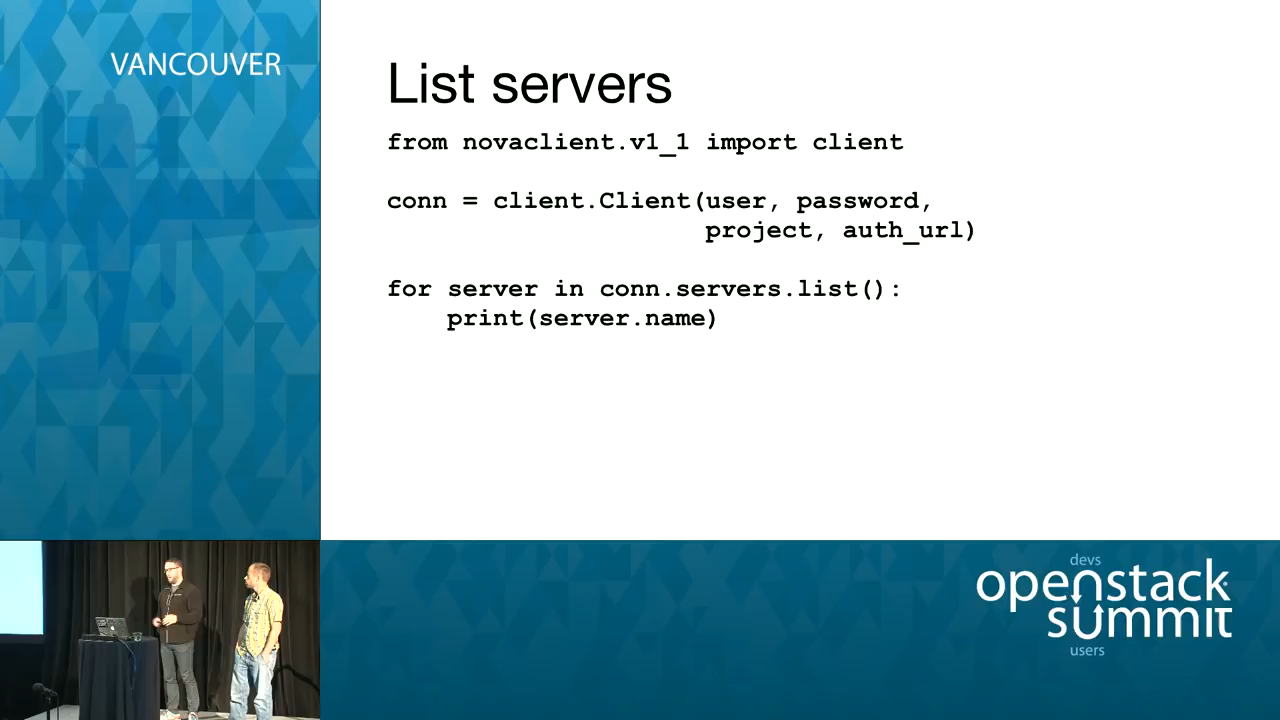 VANCOUVER
List servers
from novaclient.v1_1 import client
conn = client.Client(user, password,
project, auth_url)
for server in conn.servers.list():
print(server.name)
devs
openstack
summit
users